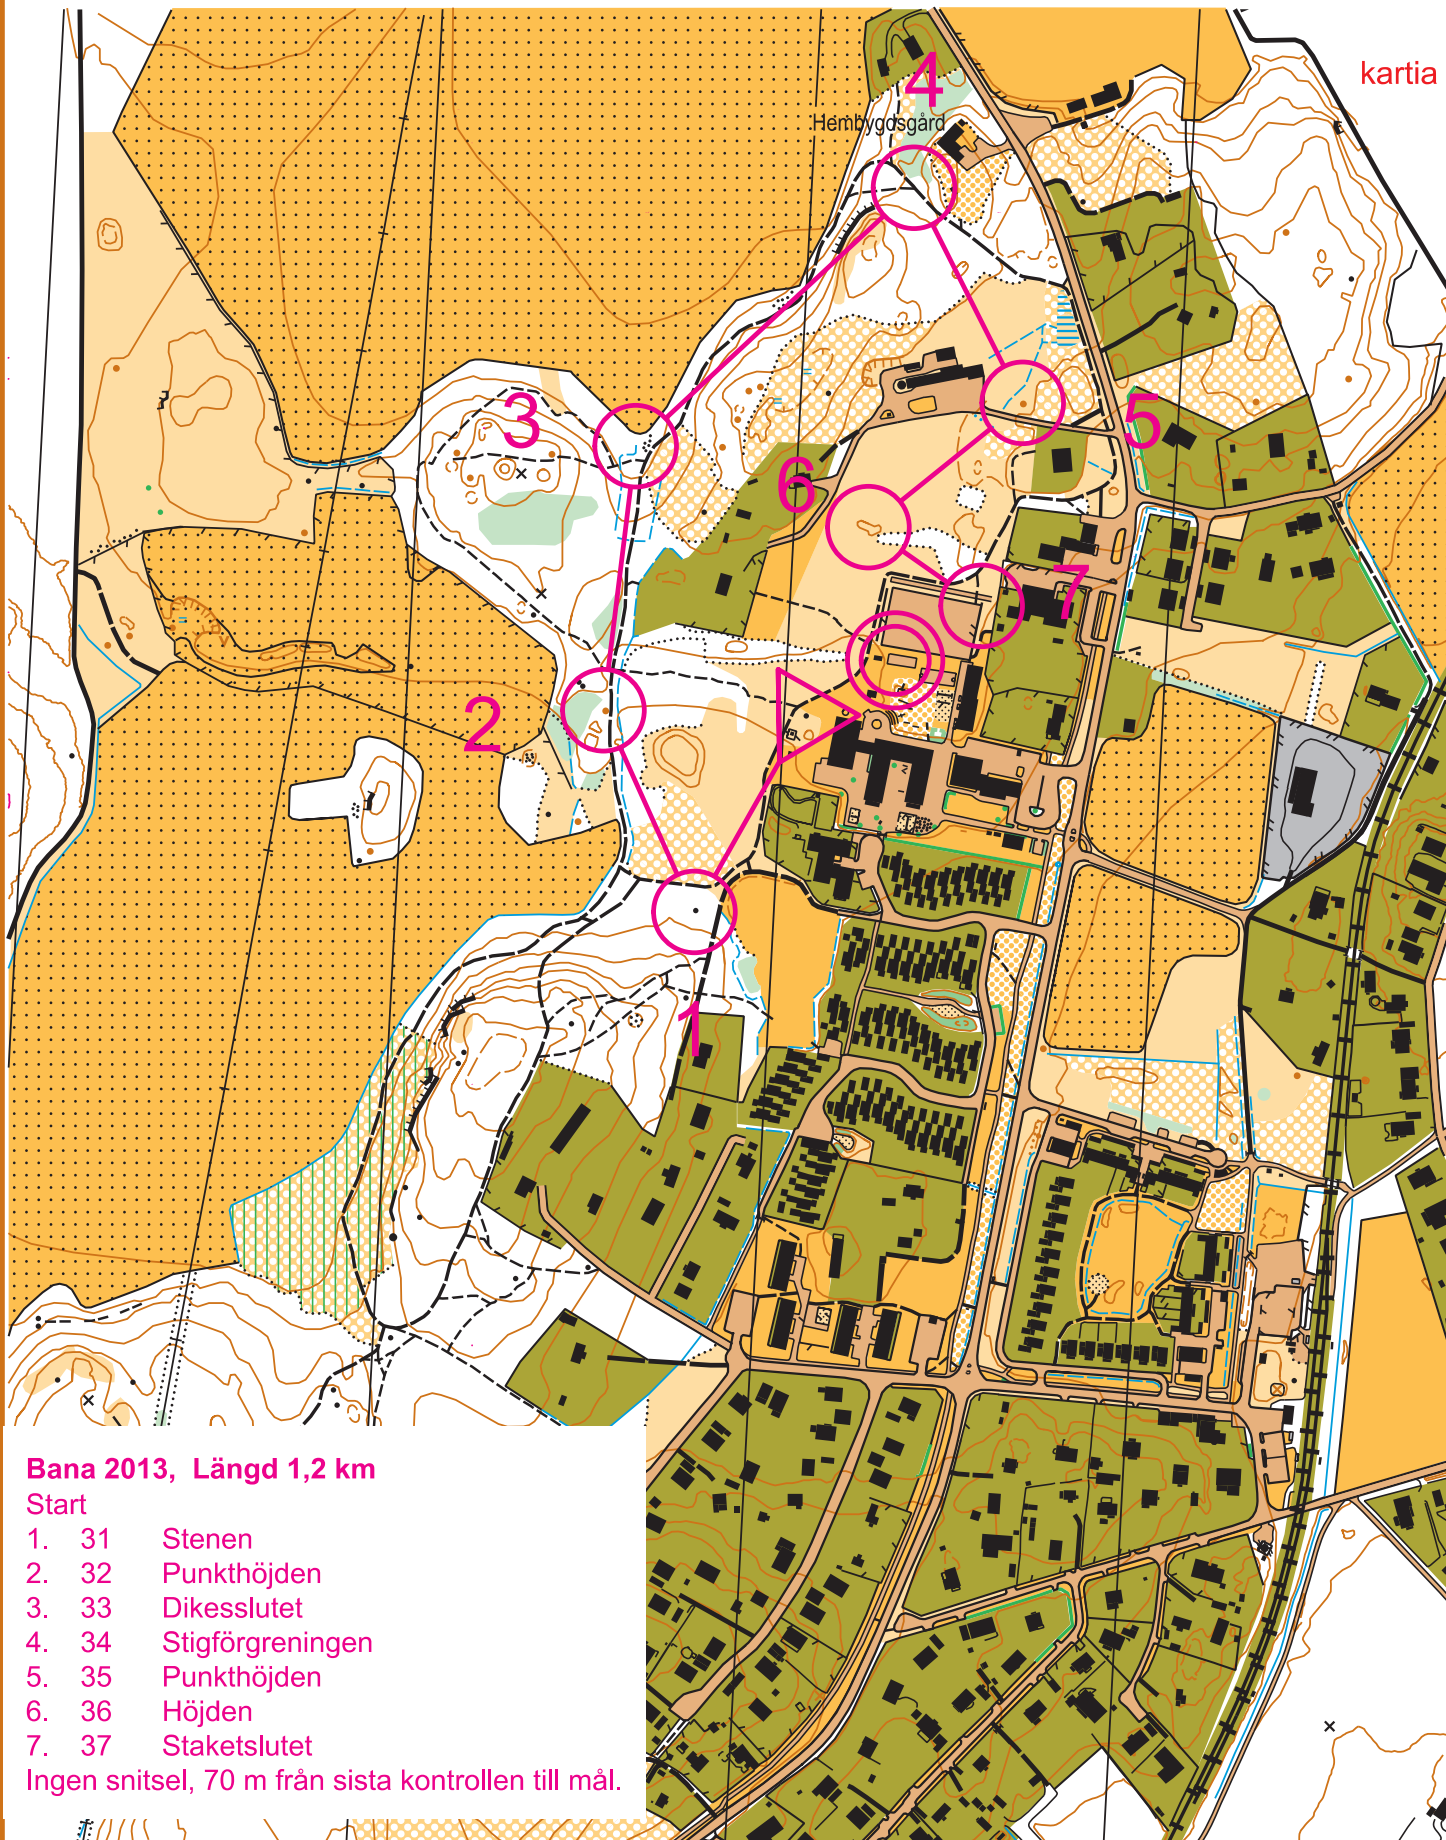 kartia
4
Hembygdsgård
3
5
6
7
2
1
Bana 2013, Längd 1,2 km
Start
1. 31 Stenen
2. 32 Punkthöjden
3. 33 Dikesslutet
4. 34 Stigförgreningen
5. 35 Punkthöjden
6. 36 Höjden
7. 37 Staketslutet
Ingen snitsel, 70 m från sista kontrollen till mål.